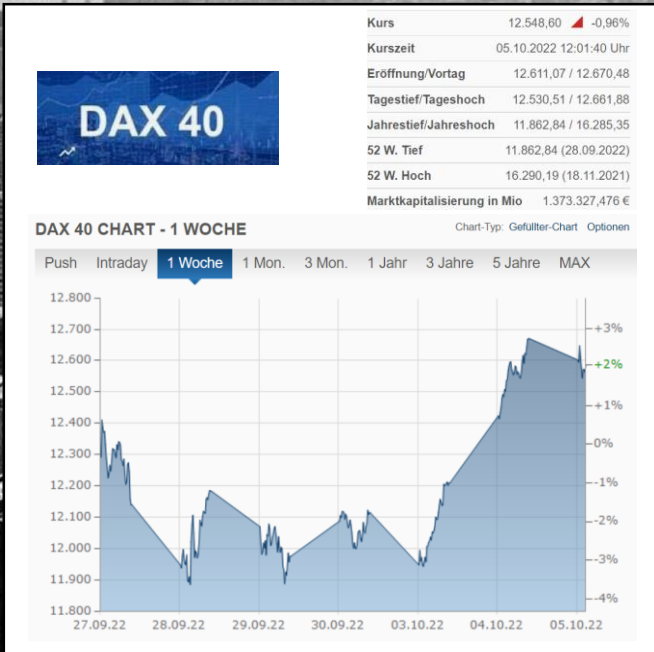 Kurs 12.548,60 -0,96%
Kurszeit 05.10.2022 12:01:40 Uhr
Eröffnung/Vortag 12.611,07 / 12.670,48
Tagestief/Tageshoch 12.530,51 / 12.661,88
Jahrestief/Jahreshoch 11.862,84 / 16.285,35
52 W. Tief 11.862,84 (28.09.2022)
52 W. Hoch 16.290,19 (18.11.2021)
Marktkapitalisierung in Mio 1.373.327,476 €
DAX 40
DAX 40 CHART - 1 WOCHE
Chart-Typ: Gefüllter-Chart Optionen
Push Intraday 1 Woche 1 Mon. 3 Mon. 1 Jahr 3 Jahre 5 Jahre MAX
12.800
12.700
12.600
12.500
12.400
12.300
12.200
12.100
12.000
11.900
11.800
+3%
+2%
+1%
0%
-1%
-2%
-3%
-4%
27.09.22 28.09.22 29.09.22 30.09.22 03.10.22 04.10.22 05.10.22